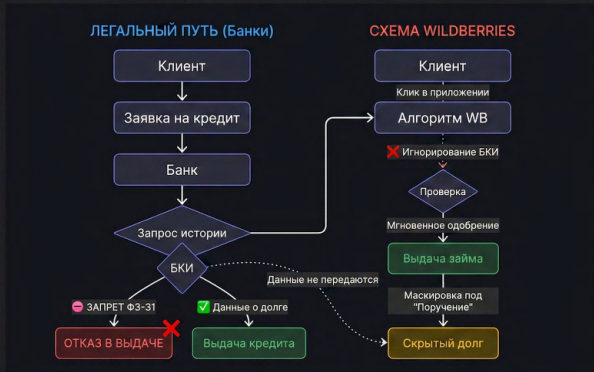 ЛЕГАЛЬНЫЙ ПУТЬ (Банки)
Клиент
Заявка на кредит
Банк
Запрос истории
БКИ
ЗАПРЕТ ФЗ-31
ОТКАЗ В ВЫДАЧЕ
Данные о долге
Выдача кредита
Данные не передаются
СХЕМА WILDBERRIES
Клиент
Клик в приложении
Алгоритм WB
Игнорирование БКИ
Проверка
Мгновенное одобрение
Выдача займа
Маскировка под
"Поручение"
Скрытый долг